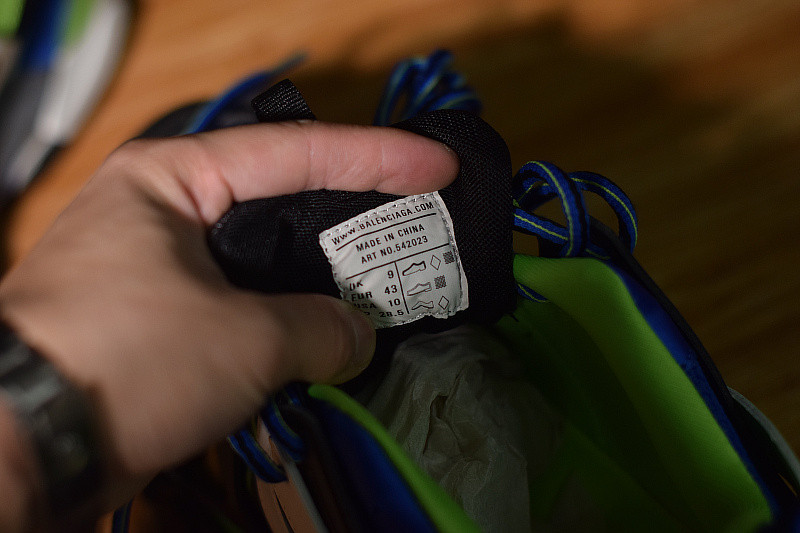 www.BALENCIAGA.COM
MADE IN CHINA
ART NO.542023
UK 9
EUR 43
USA 10
28.5